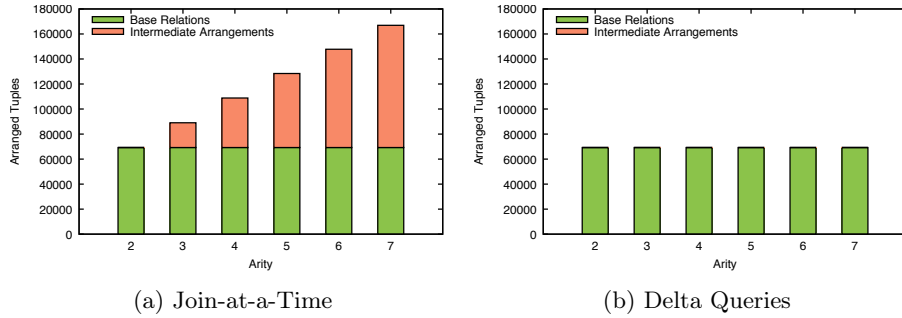 180000
160000
140000
120000
100000
80000
60000
40000
20000
0
Arranged Tuples
Base Relations
Intermediate Arrangements
2 3 4 5 6 7
Arity
(a) Join-at-a-Time
180000
160000
140000
120000
100000
80000
60000
40000
20000
0
Arranged Tuples
Base Relations
Intermediate Arrangements
2 3 4 5 6 7
Arity
(b) Delta Queries